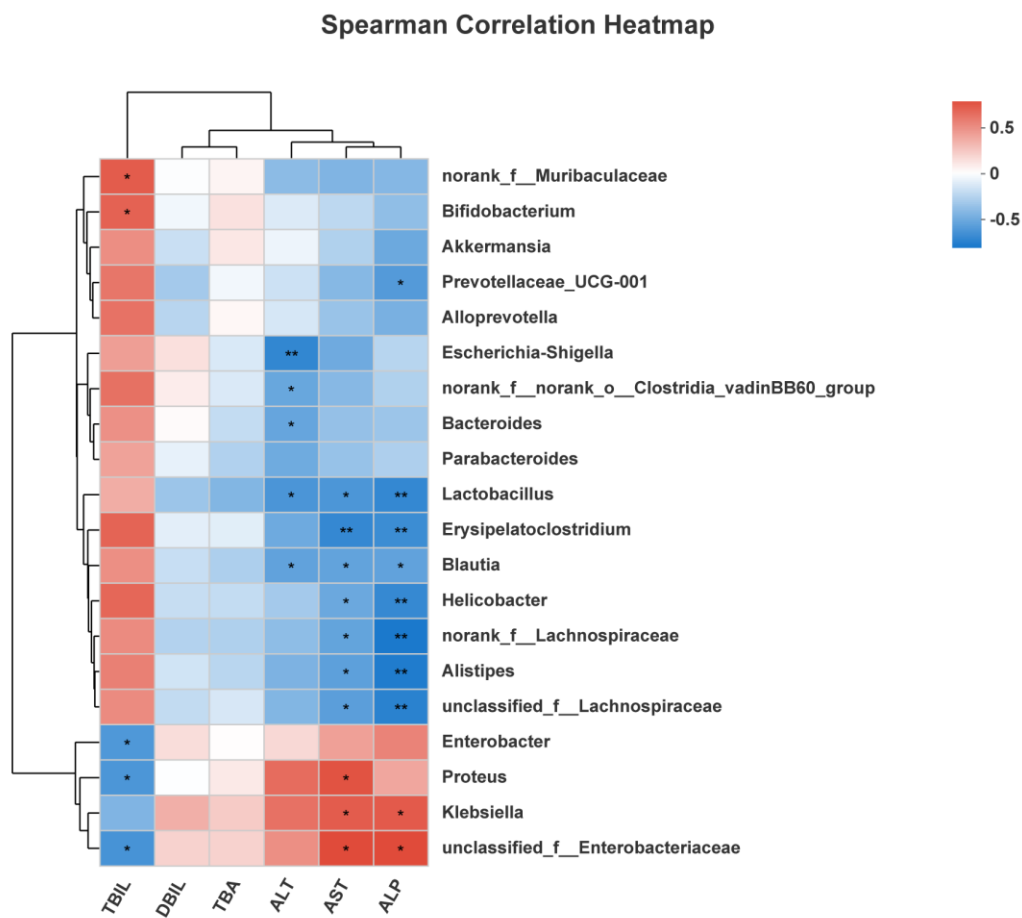 Spearman Correlation Heatmap
0.5
0
-0.5
* norank_f__Muribaculaceae
* Bifidobacterium
Akkermansia
* Prevotellaceae_UCG-001
Alloprevotella
** Escherichia-Shigella
* norank_f__norank_o__Clostridia_vadinBB60_group
* Bacteroides
Parabacteroides
* * ** Lactobacillus
** ** Erysipelatoclostridium
* * * Blautia
* ** Helicobacter
* ** norank_f__Lachnospiraceae
* ** Alistipes
* ** unclassified_f__Lachnospiraceae
* Enterobacter
* * Proteus
* * Klebsiella
* * * unclassified_f__Enterobacteriaceae
TBIL DBIL TBA ALT AST ALP